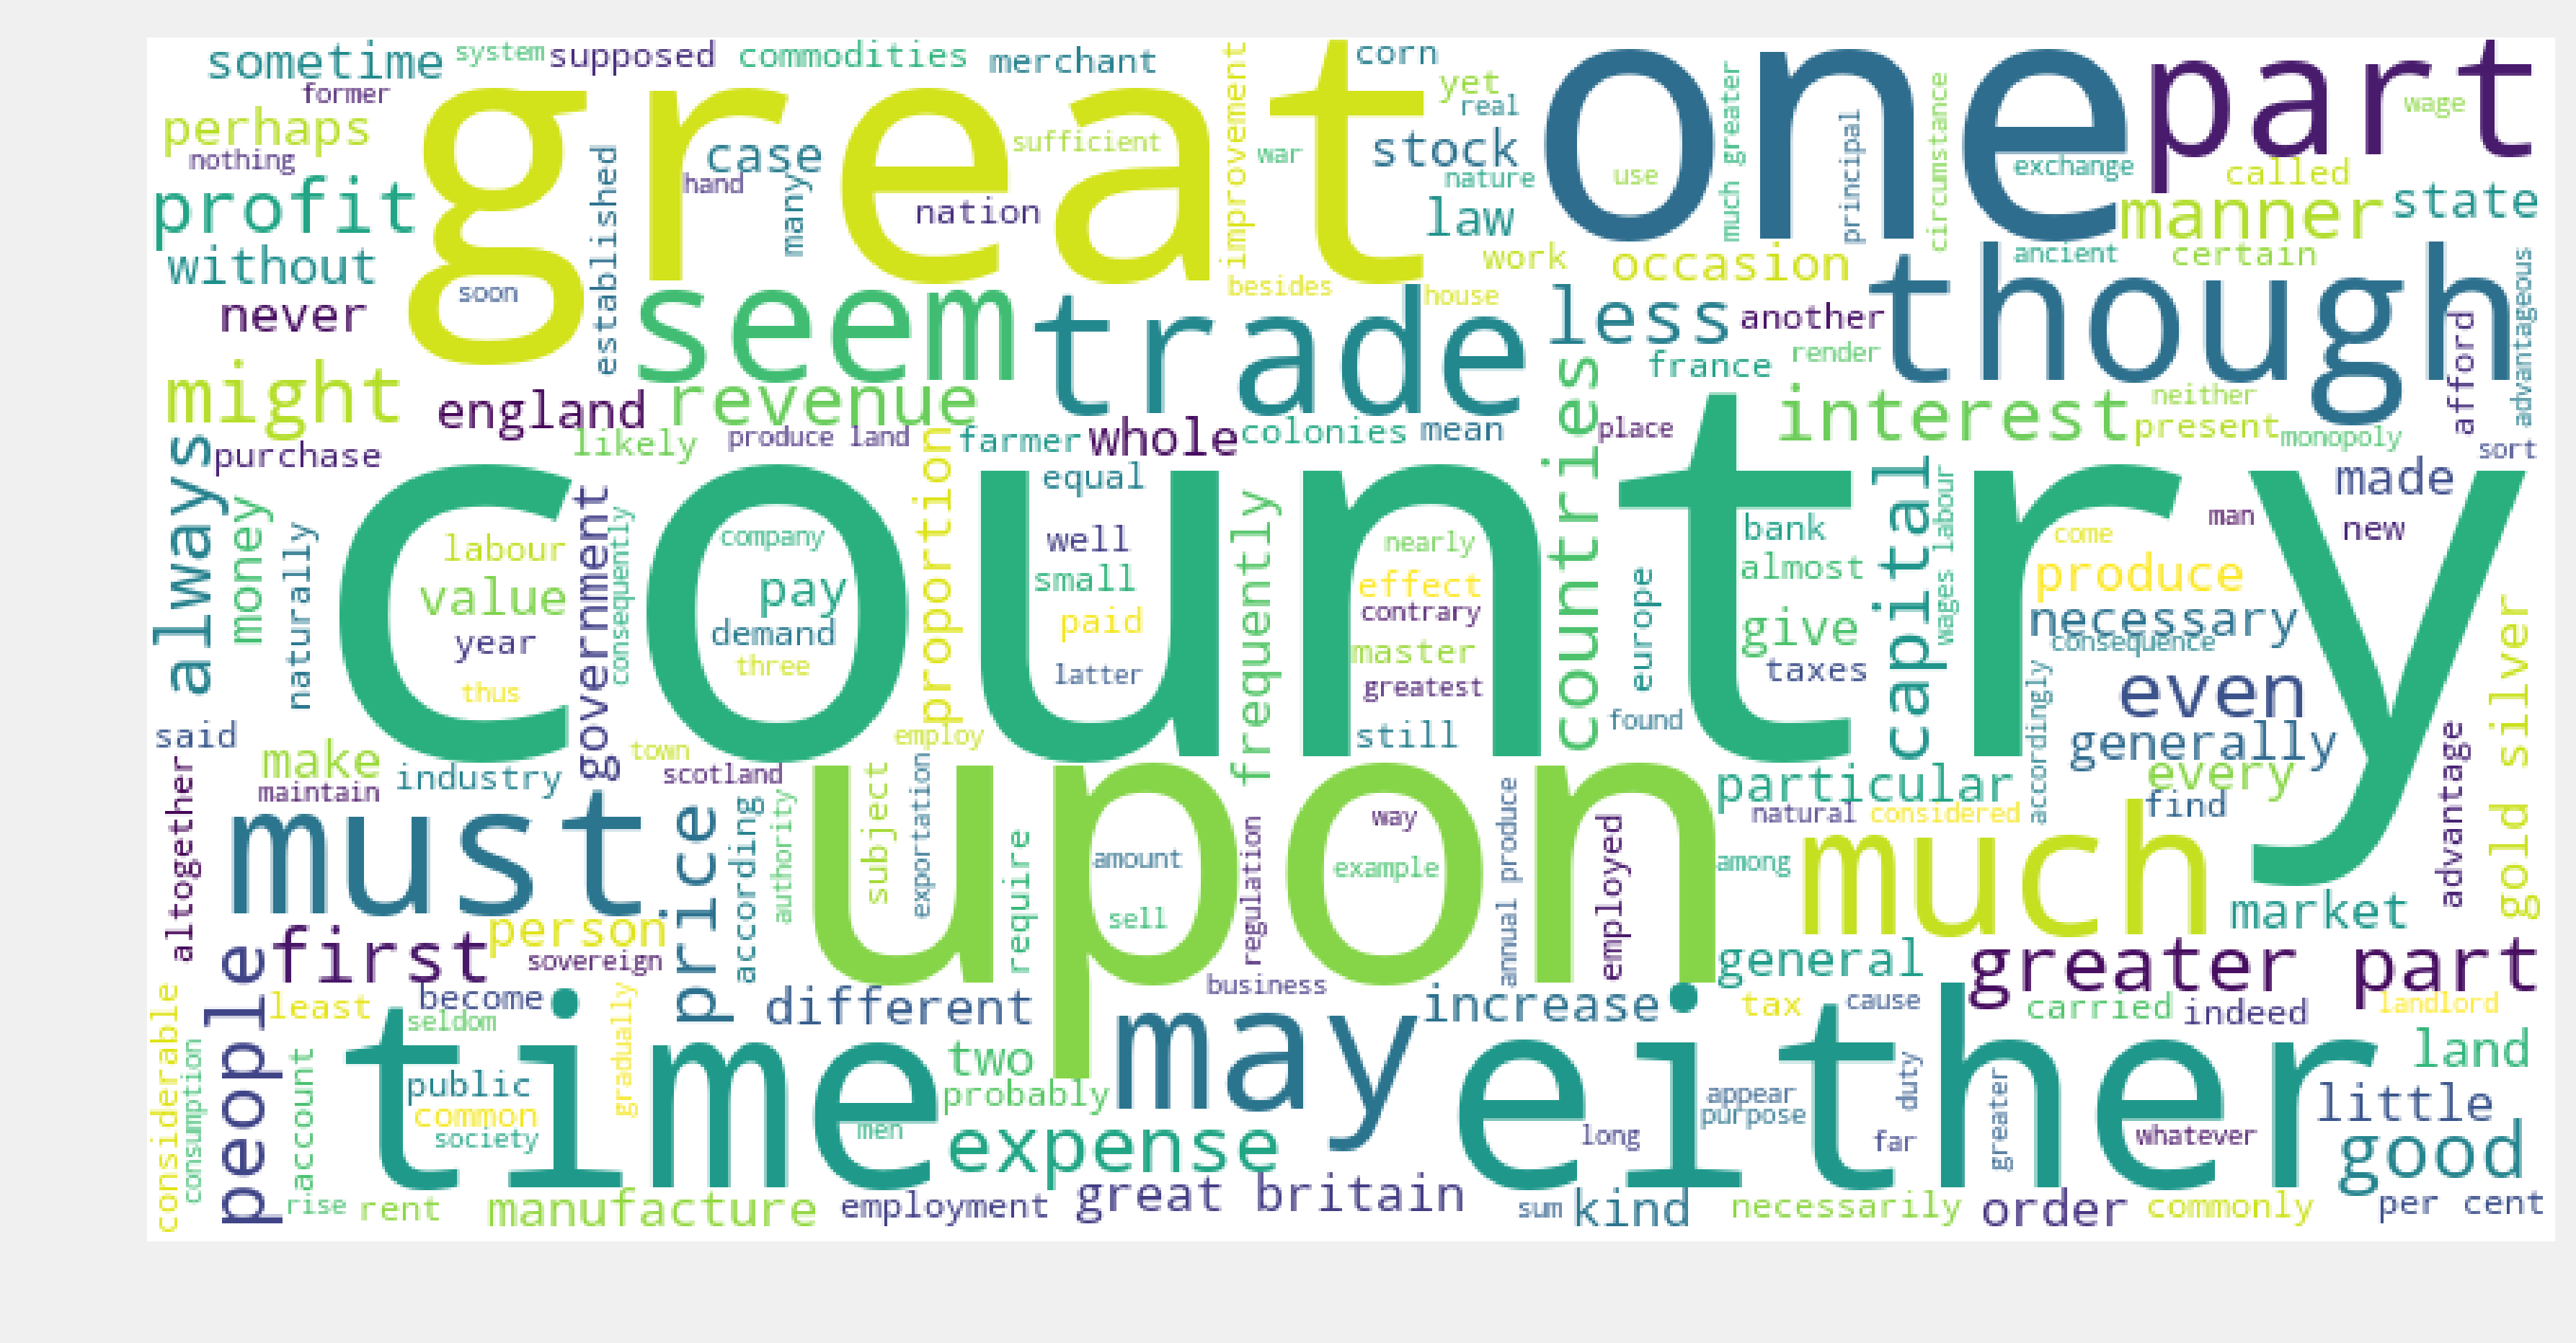 sometime system supposed commodities merchant improvement corn one part
former great yet real much greater principal circumstance wage
perhaps case sufficient war stock exchange
nothing hand many nature use called
profit established nation law manner state
without soon besides work occasion ancient certain advantageous
never seem trade house less another though afford
might england revenue france render interest neither
always purchase likely produce land farmer whole colonies mean countries place present monopoly sort
money naturally country proportion equal frequently capital wages labour made
labour government consequently company well nearly bank come man new
value pay small effect europe almost produce gold silver
year demand paid contrary give necessary
thus three latter master greatest taxes consequence even
said town employ still found accordingly generally advantage
make industry scotland upon particular every
altogether maintain must price according authority subject exportation require amount regulation way annual produce employed natural considered much find
people first person sovereign sell example among market
considerable least become business general greater part
consumption account seldom gradually time different two may increase either tax cause carried indeed landlord
public common society men probably appear purpose duty land little
expense long far greater whatever good
rise rent manufacture employment great britain sum kind necessarily order commonly per cent